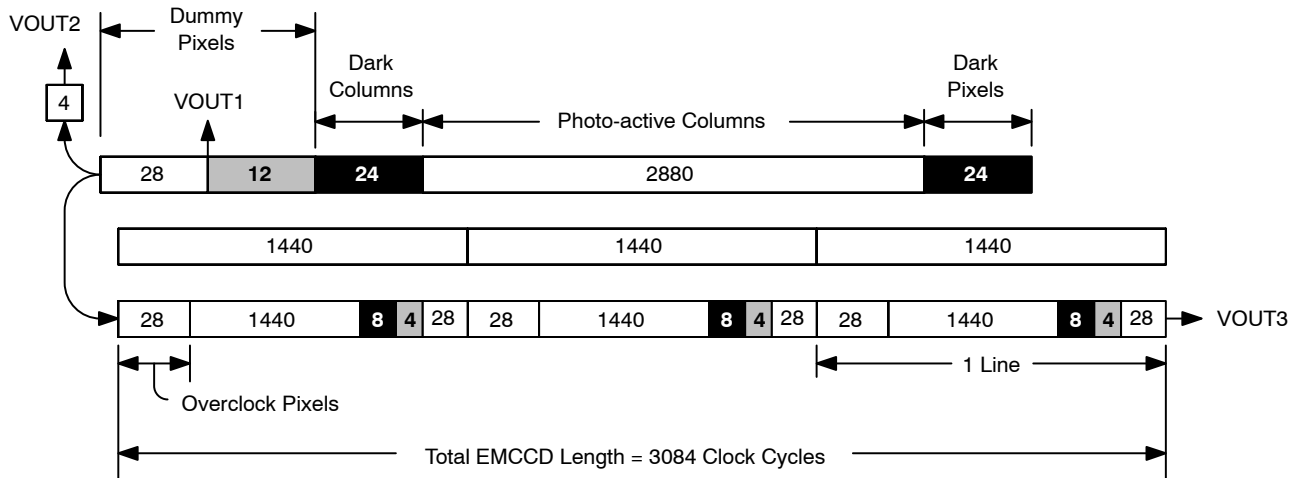 VOUT2
Dummy
Pixels
Dark
Columns
Dark
Pixels
4
VOUT1
Photo-active Columns
28 12 24 2880 24
1440 1440 1440
28 1440 8 4 28 28 1440 8 4 28 28 1440 8 4 28
VOUT3
1 Line
Overclock Pixels
Total EMCCD Length = 3084 Clock Cycles